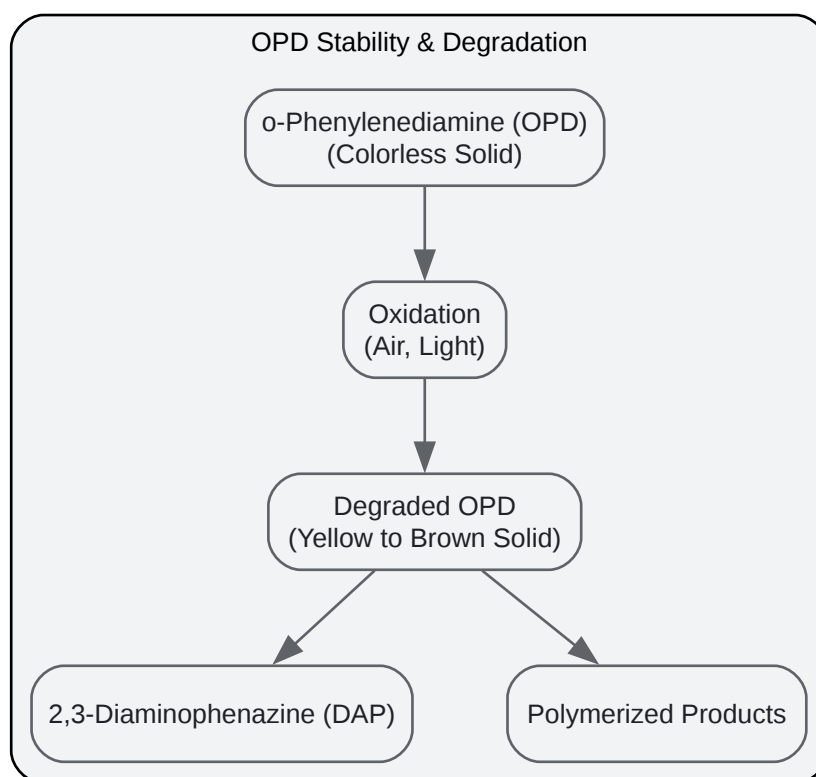 OPD Stability & Degradation
o-Phenylenediamine (OPD)
(Colorless Solid)
Oxidation
(Air, Light)
Degraded OPD
(Yellow to Brown Solid)
2,3-Diaminophenazine (DAP)
Polymerized Products